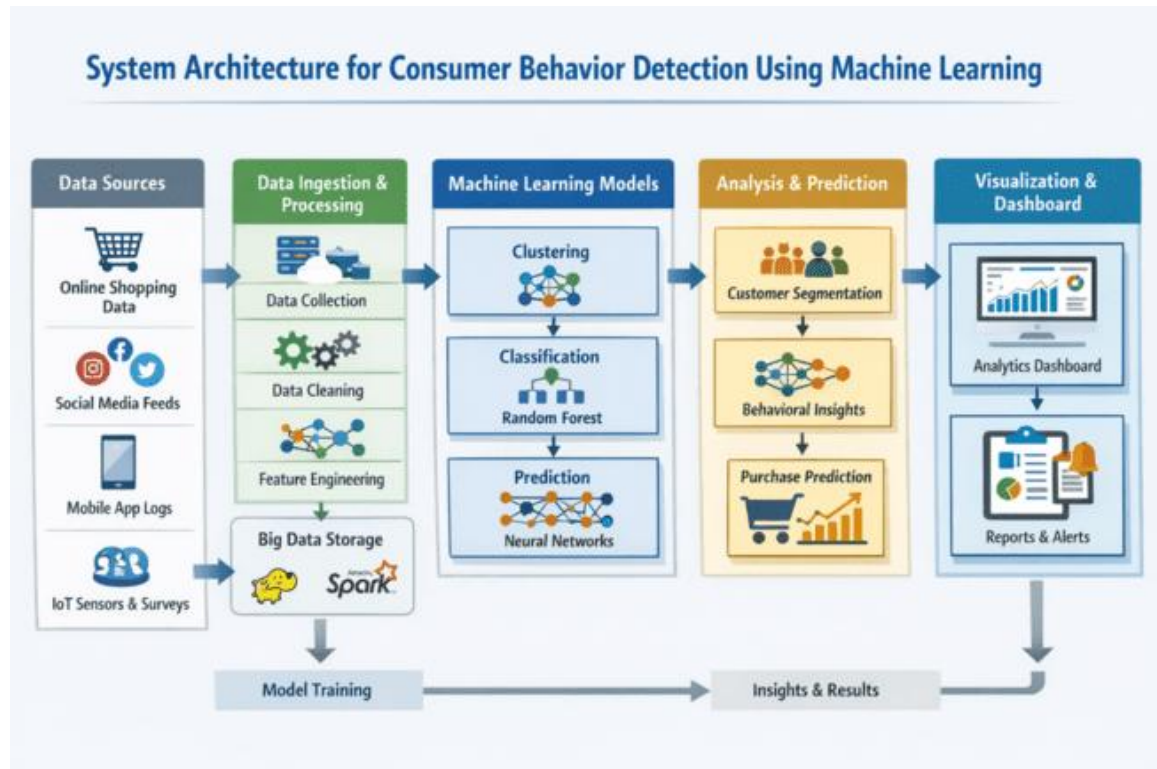 System Architecture for Consumer Behavior Detection Using Machine Learning
Data Sources
Online Shopping
Data
Social Media Feeds
Mobile App Logs
IoT Sensors & Surveys
Data Ingestion &
Processing
Data Collection
Data Cleaning
Feature Engineering
Big Data Storage
Spark
Machine Learning Models
Clustering
Classification
Random Forest
Prediction
Neural Networks
Analysis & Prediction
Customer Segmentation
Behavioral Insights
Purchase Prediction
Visualization &
Dashboard
Analytics Dashboard
Reports & Alerts
Model Training
Insights & Results